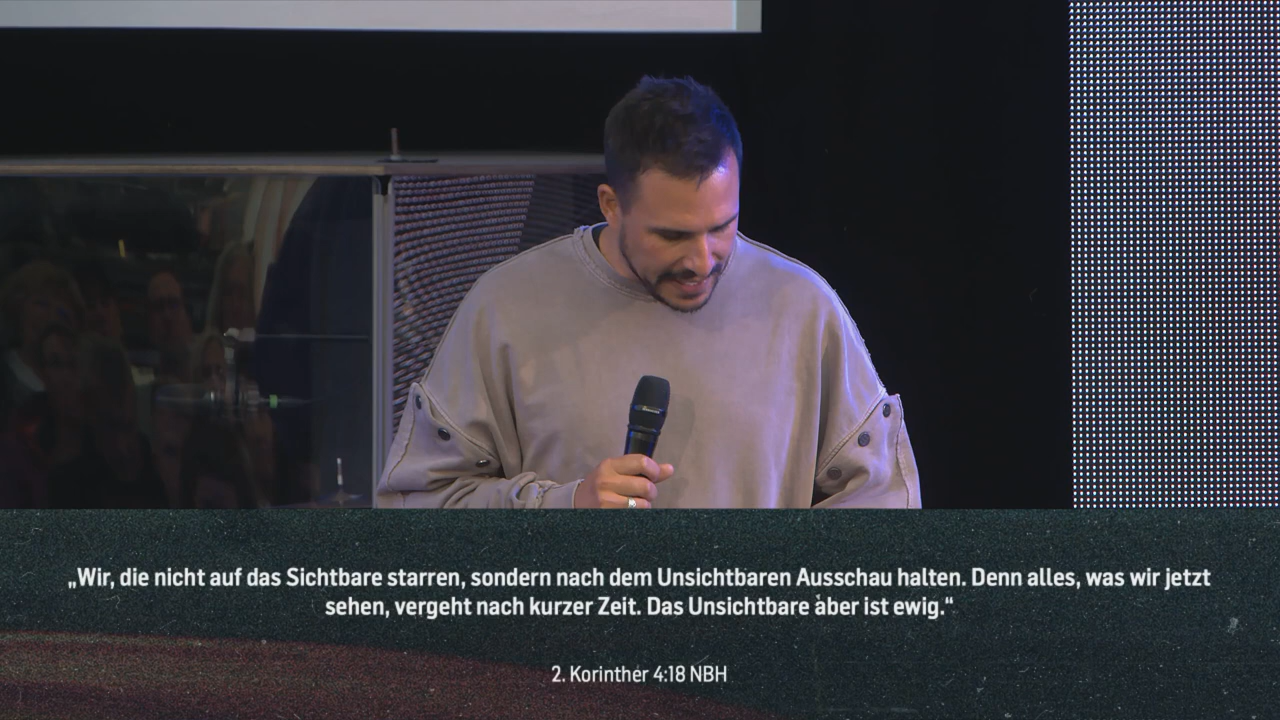 „Wir, die nicht auf das Sichtbare starren, sondern nach dem Unsichtbaren Ausschau halten. Denn alles, was wir jetzt
sehen, vergeht nach kurzer Zeit. Das Unsichtbare aber ist ewig.“
2. Korinther 4:18 NBH